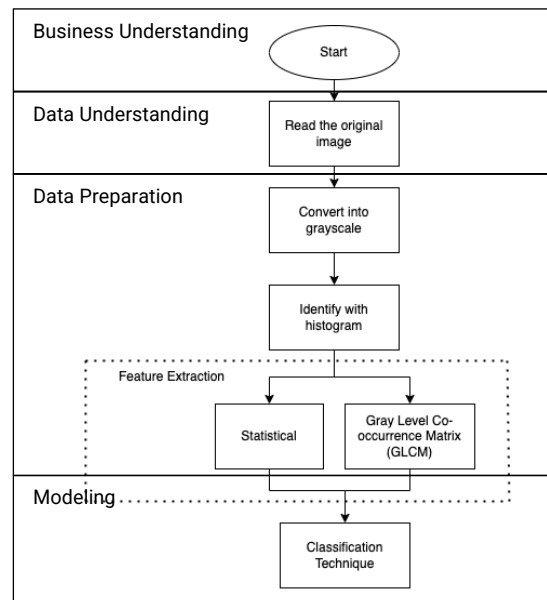 Business Understanding
Start
Data Understanding
Read the original
image
Data Preparation
Convert into
grayscale
Identify with
histogram
Feature Extraction
Statistical
Gray Level Co-
occurrence Matrix
(GLCM)
Modeling
Classification
Technique